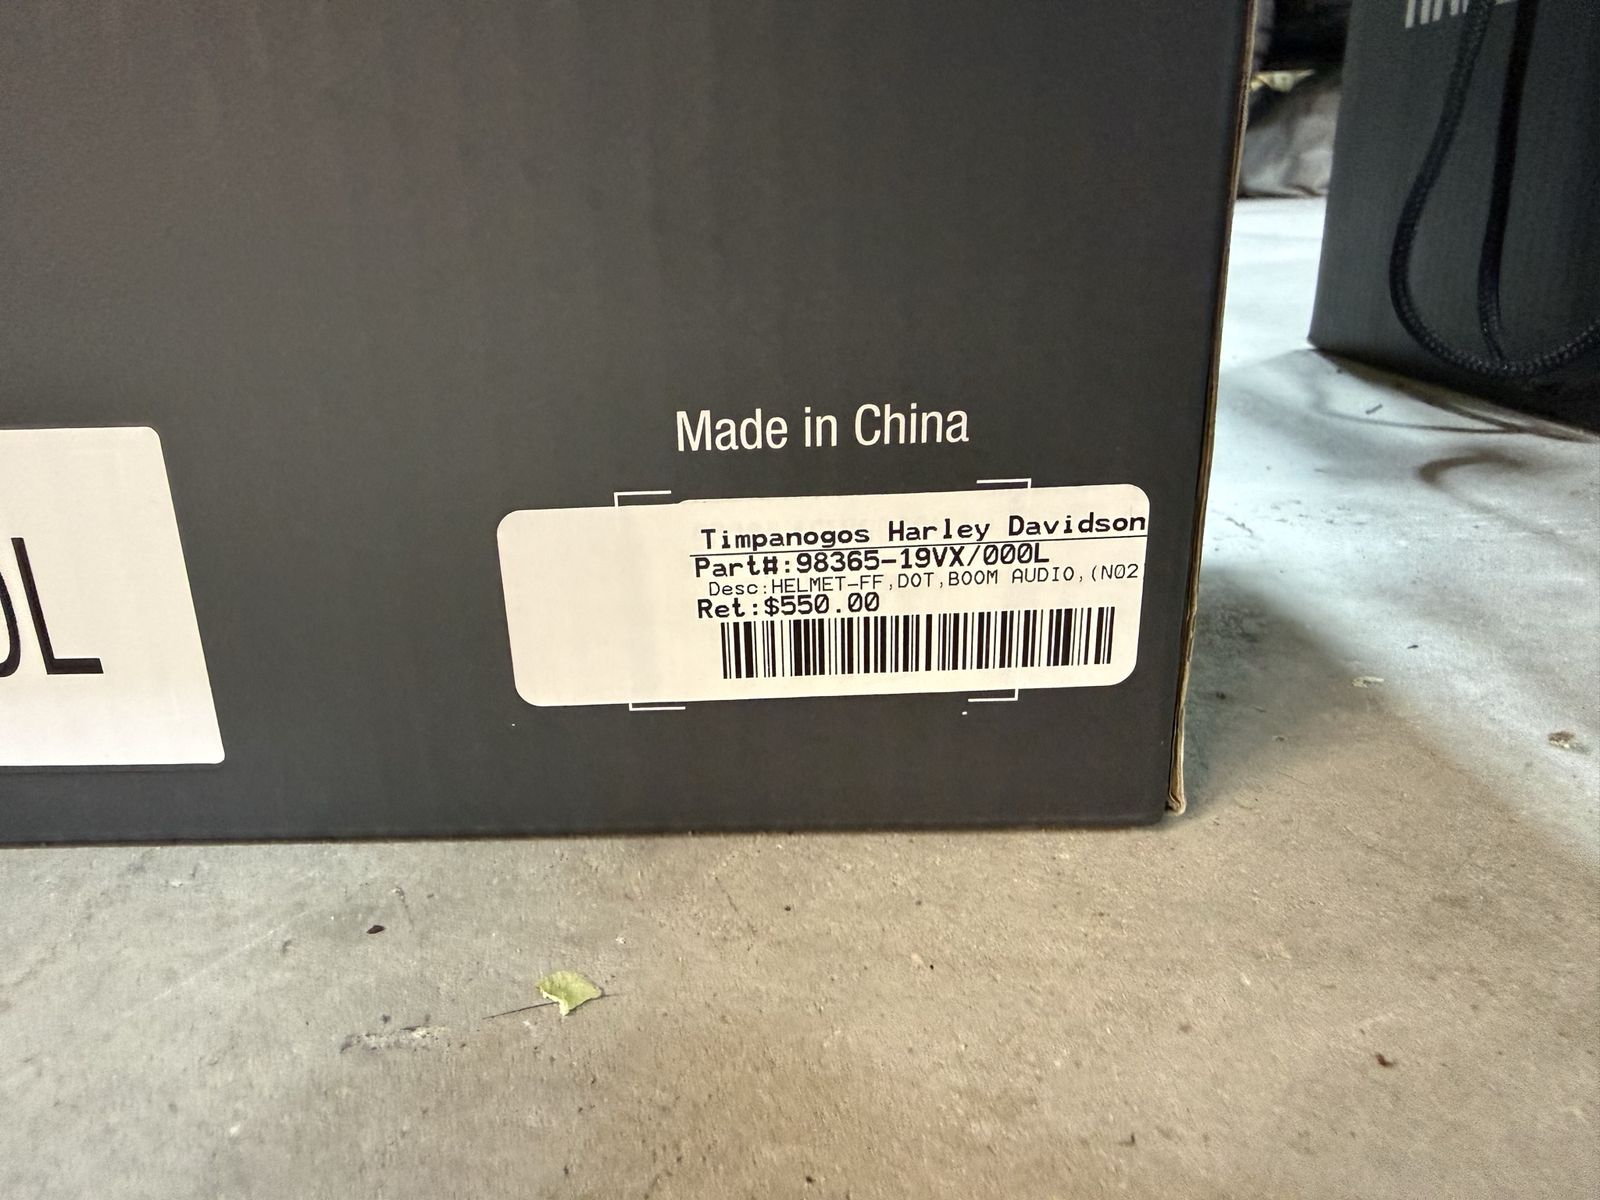 Made in China
Timpanogos Harley Davidson
Part#:98365-19VX/000L
Desc:HELMET-FF,DOT,BOOM AUDIO,(N02
Ret:$550.00
0L